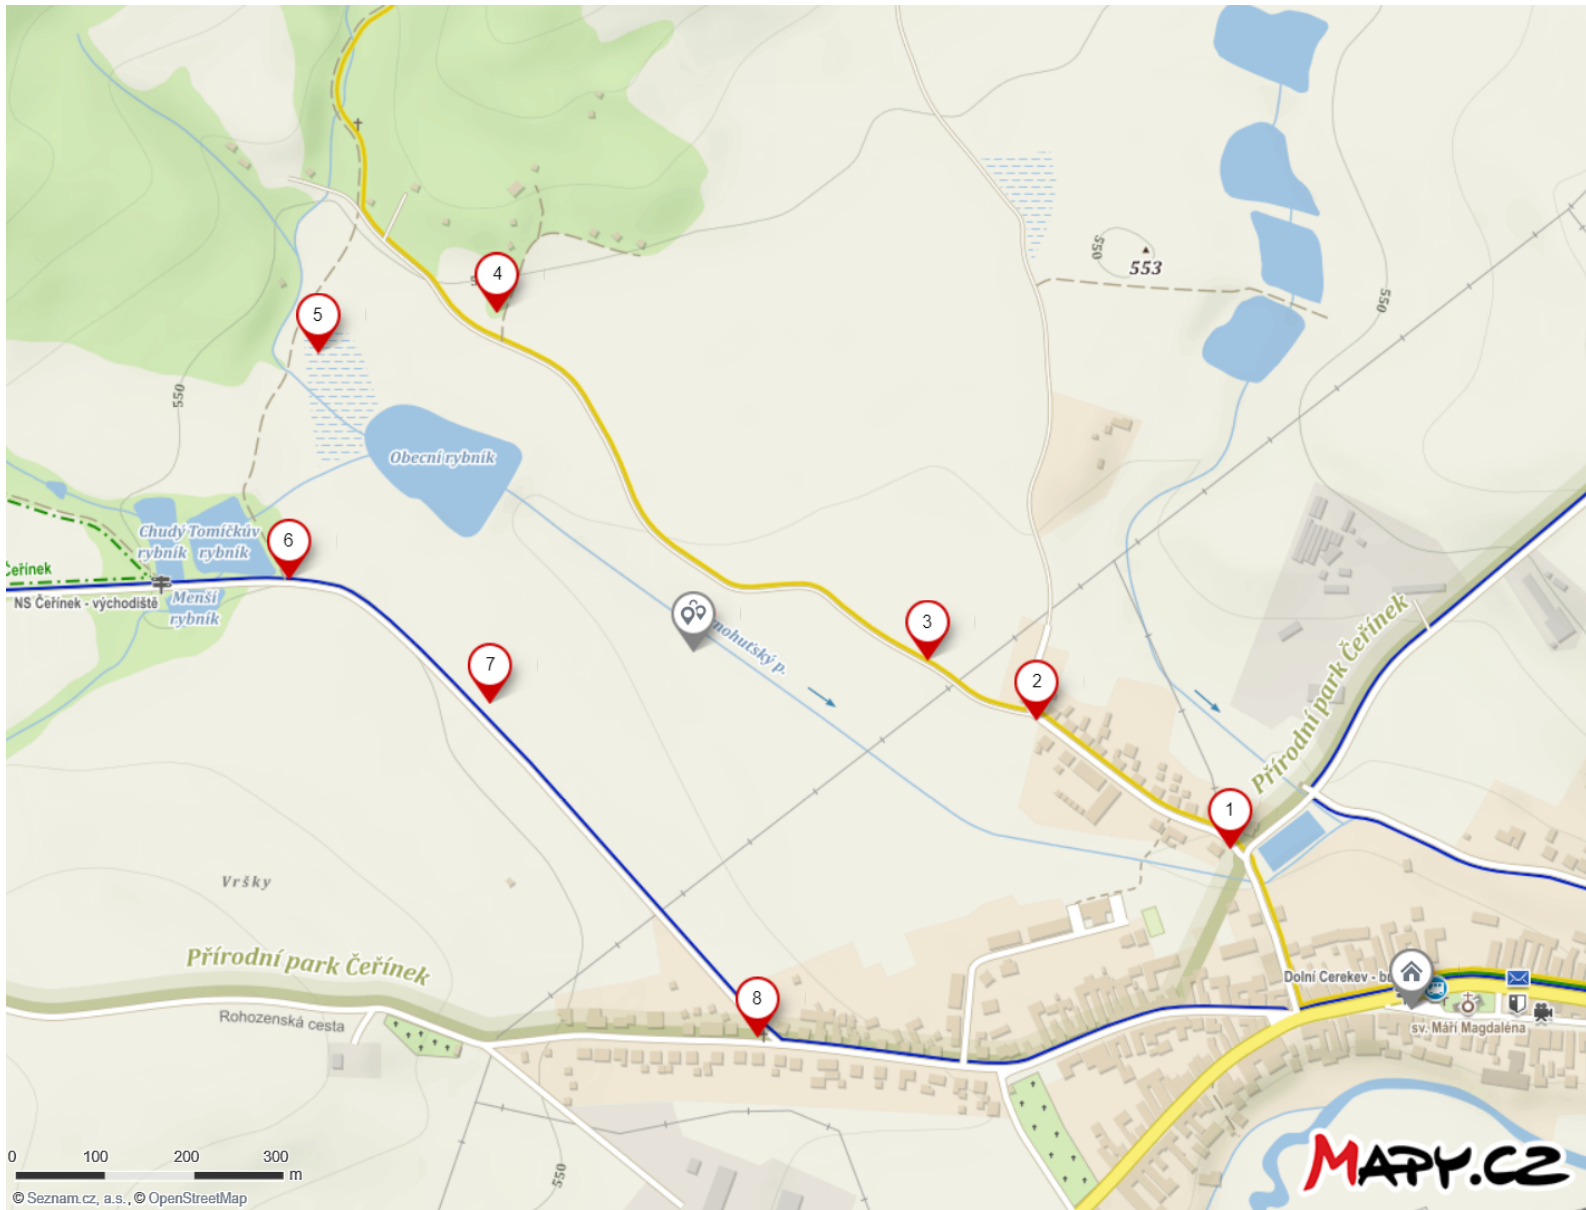 550
553
550
4
5
550
550
Obecní rybník
Chudý
rybník
Tomíčkův
rybník
6
Čeřínek
NS Čeřínek - východiště
Menší
rybník
3
7
2
Přírodní park Čeřínek
1
Vršky
Přírodní park Čeřínek
Rohozenská cesta
8
Dolní Cerekev -
sv. Máří Magdaléna
550
0 100 200 300
m
© Seznam.cz, a.s., © OpenStreetMap
MAPY.CZ